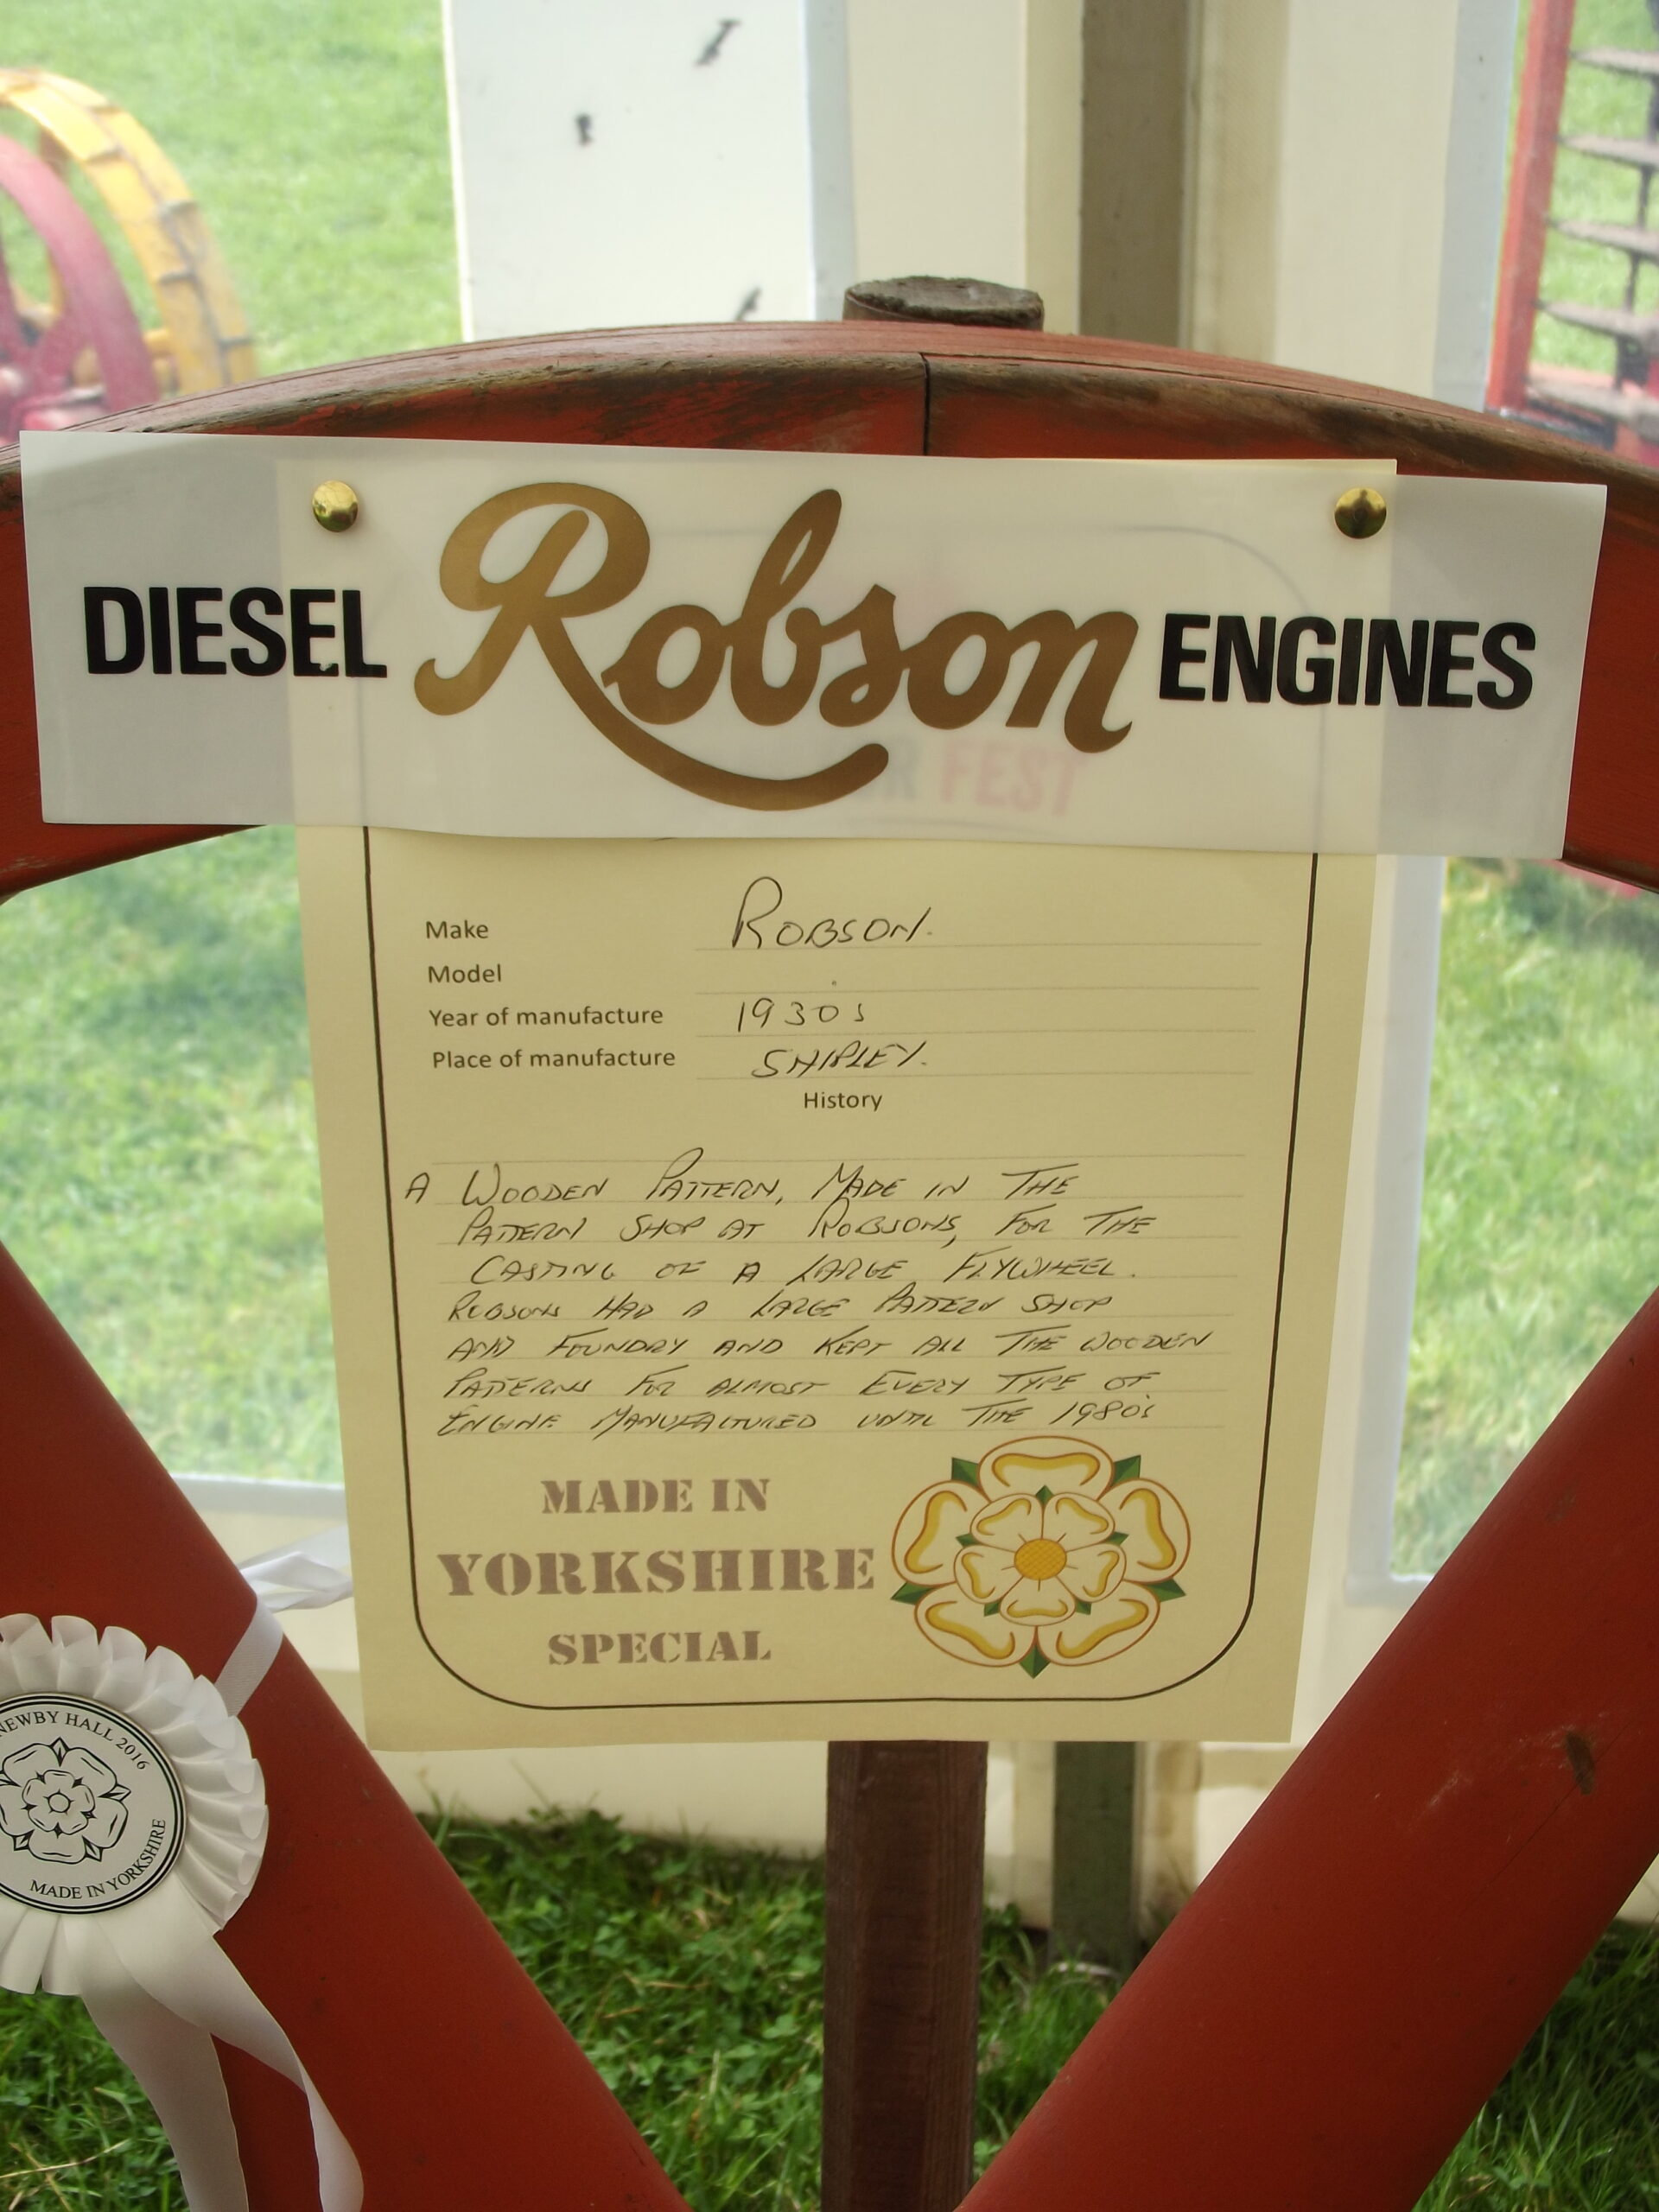 DIESEL Robson ENGINES
R FEST
Make ROBSON.
Model
Year of manufacture 1930s
Place of manufacture SHIPLEY.
History
A WOODEN PATTERN, MADE IN THE
PATTERN SHOP AT ROBSONS, FOR THE
CASTING OF A LARGE FLYWHEEL.
ROBSONS HAD A LARGE PATTERN SHOP
AND FOUNDRY AND KEPT ALL THE WOODEN
PATTERNS FOR ALMOST EVERY TYPE OF
ENGINE MANUFACTURED UNTIL THE 1980's
MADE IN
YORKSHIRE
SPECIAL
NEWBY HALL 2016
MADE IN YORKSHIRE